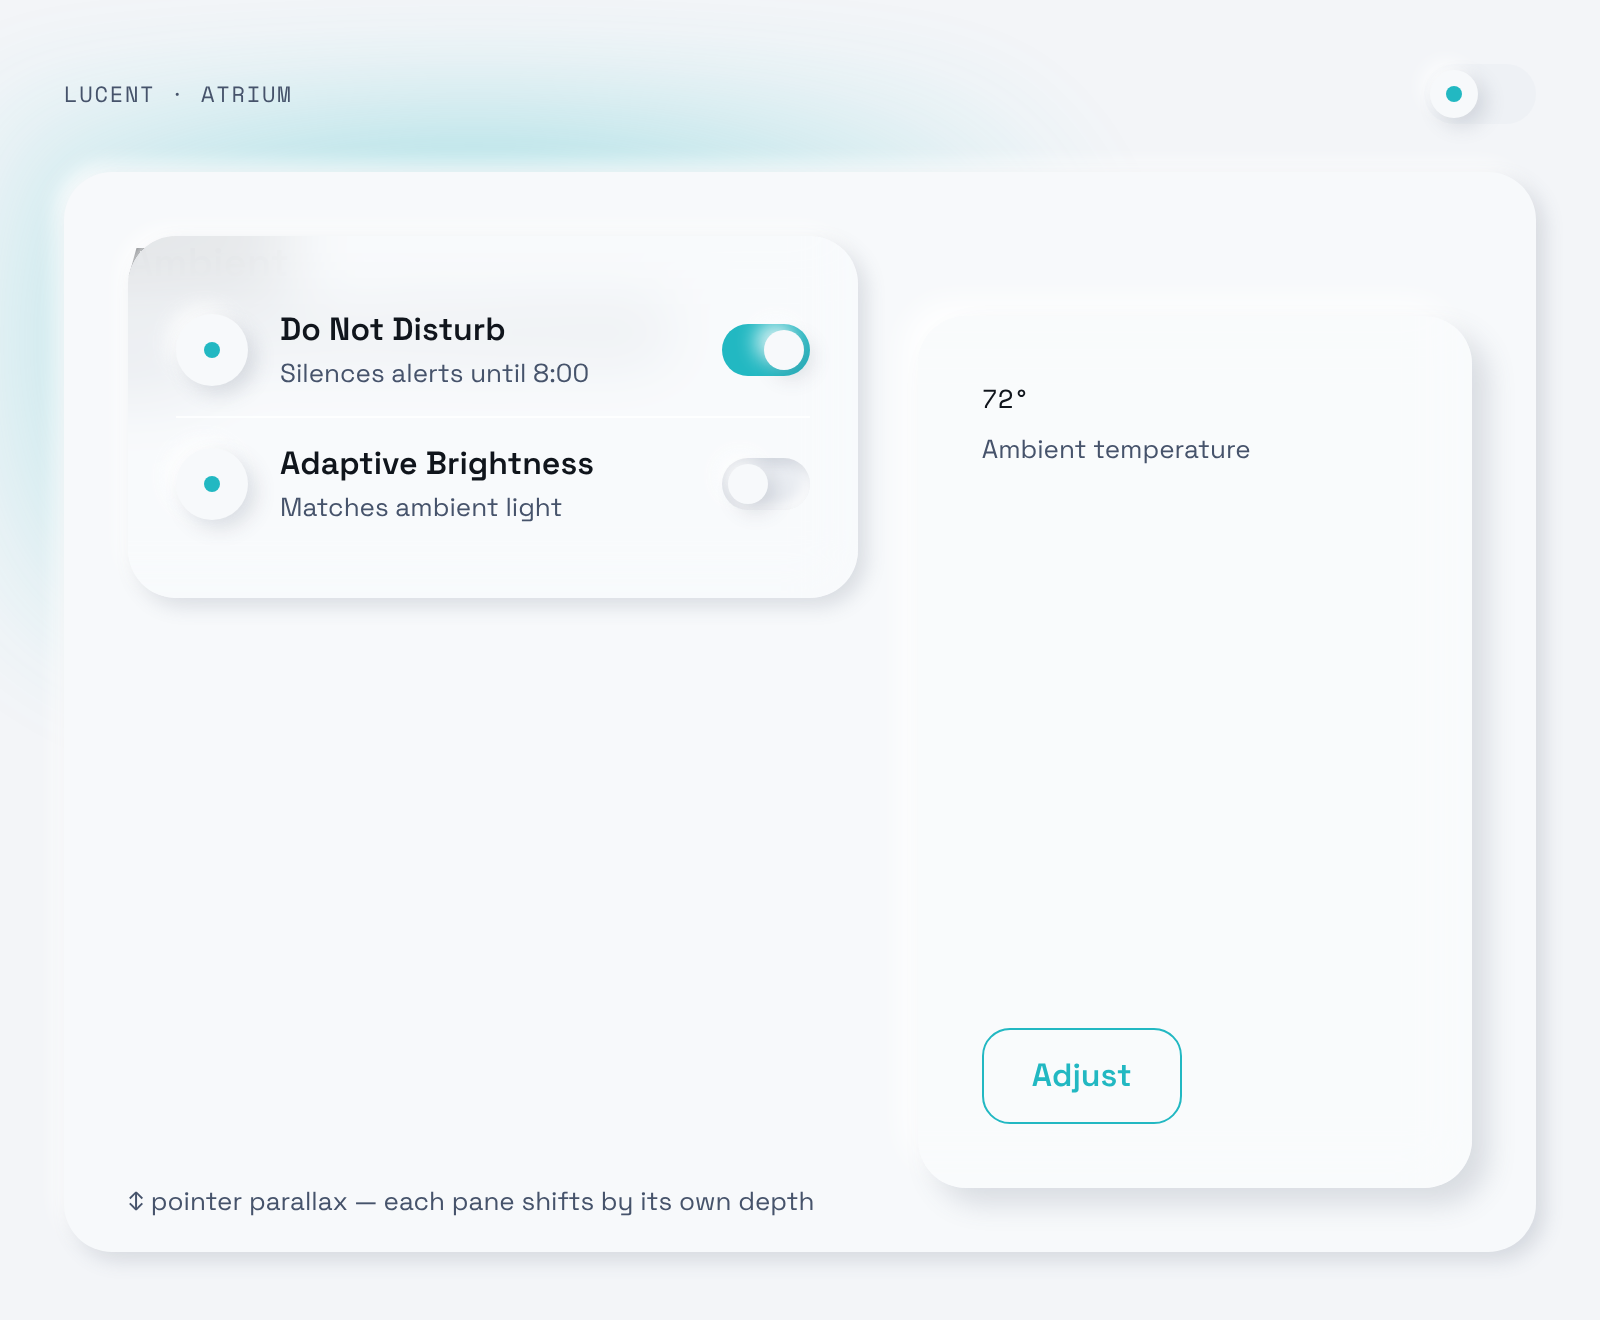 LUCENT · ATRIUM
Ambient
Do Not Disturb
Silences alerts until 8:00
Adaptive Brightness
Matches ambient light
72°
Ambient temperature
Adjust
↕ pointer parallax — each pane shifts by its own depth